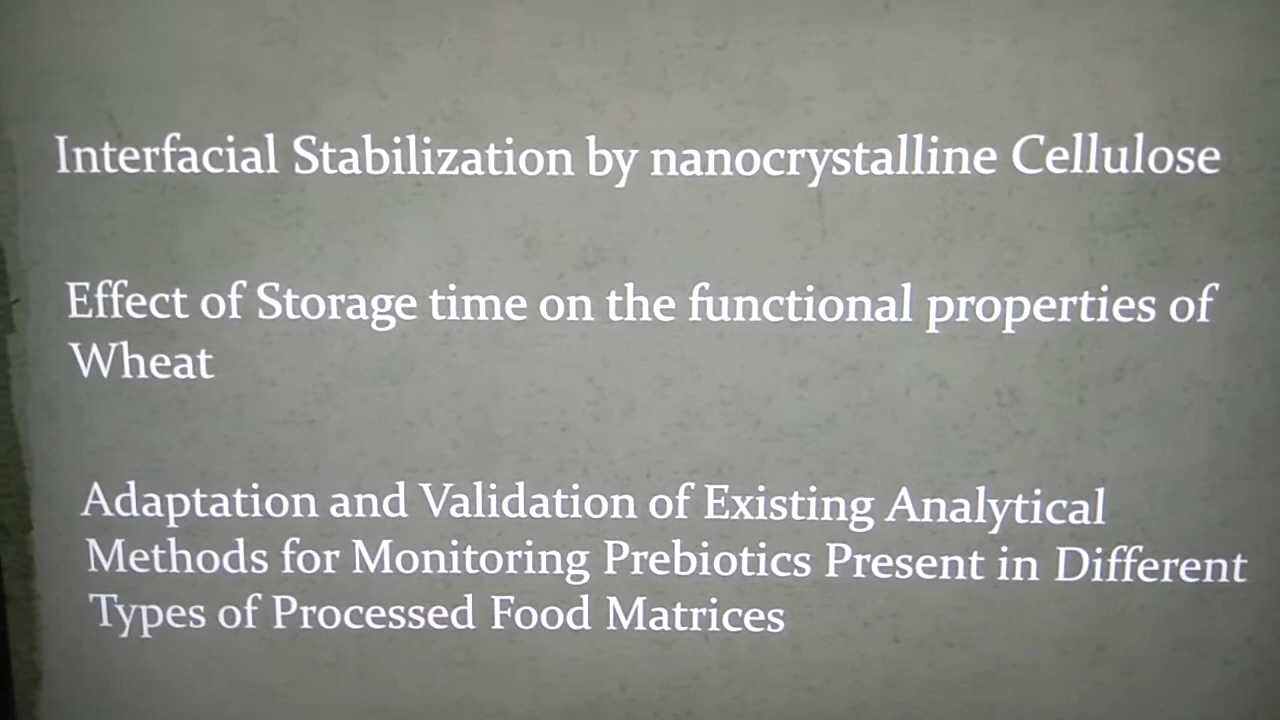 Interfacial Stabilization by nanocrystalline Cellulose
Effect of Storage time on the functional properties of
Wheat
Adaptation and Validation of Existing Analytical
Methods for Monitoring Prebiotics Present in Different
Types of Processed Food Matrices